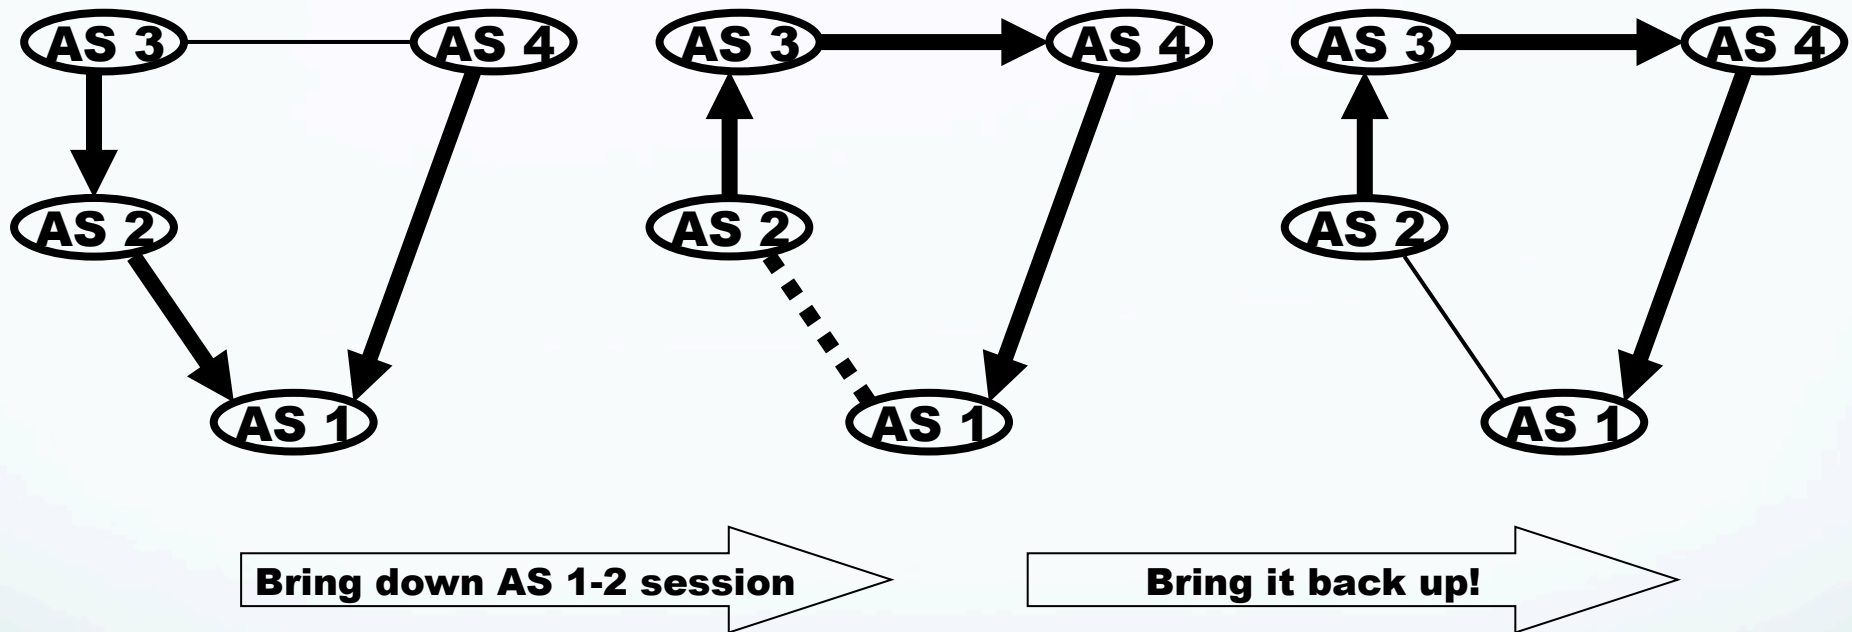 AS 3
AS 4
AS 3
AS 4
AS 3
AS 4
AS 2
AS 2
AS 2
AS 1
AS 1
AS 1
Bring down AS 1-2 session
Bring it back up!